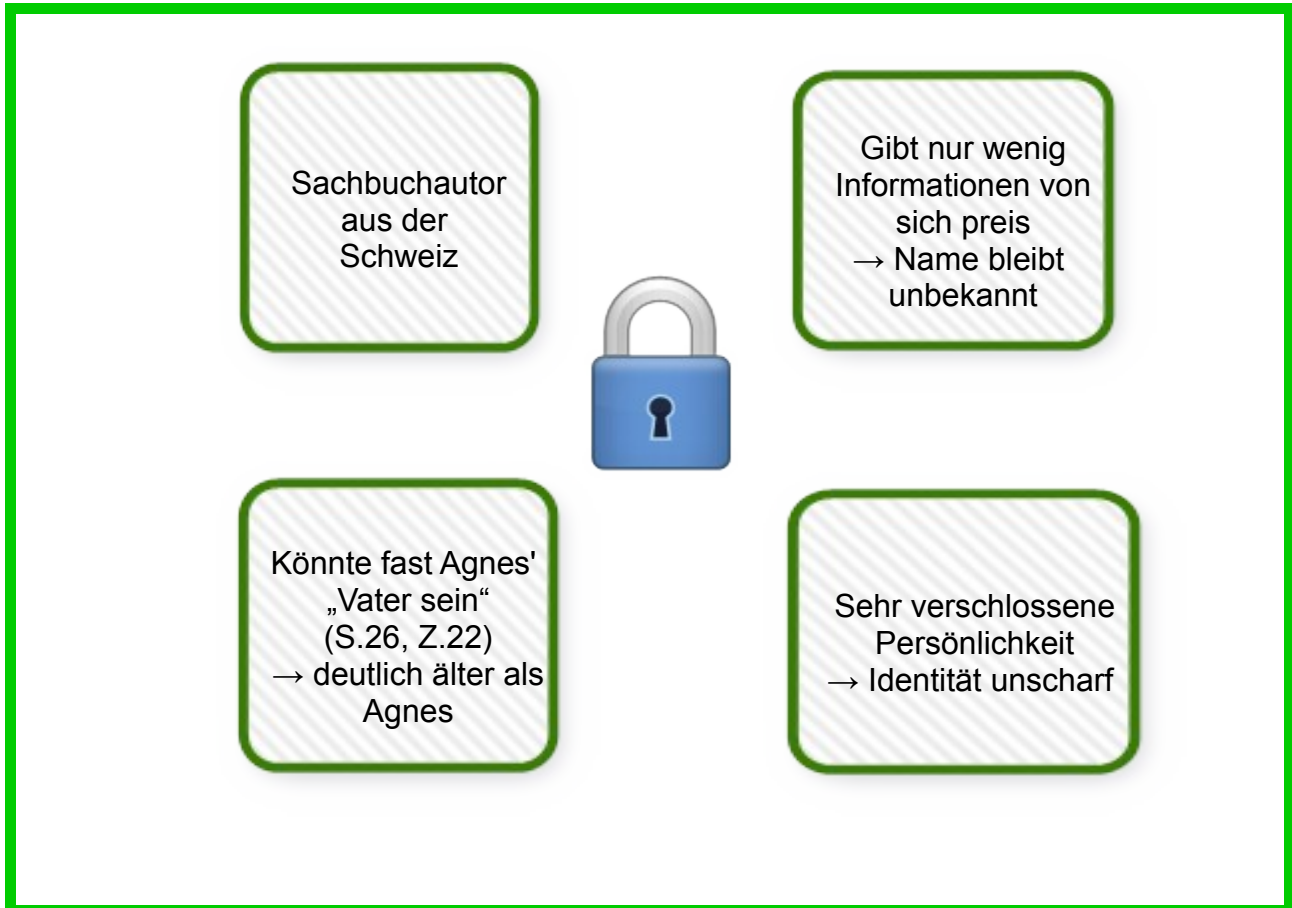 Sachbuchautor
aus der
Schweiz
Gibt nur wenig
Informationen von
sich preis
→ Name bleibt
unbekannt
Könnte fast Agnes'
„Vater sein“
(S.26, Z.22)
→ deutlich älter als
Agnes
Sehr verschlossene
Persönlichkeit
→ Identität unscharf